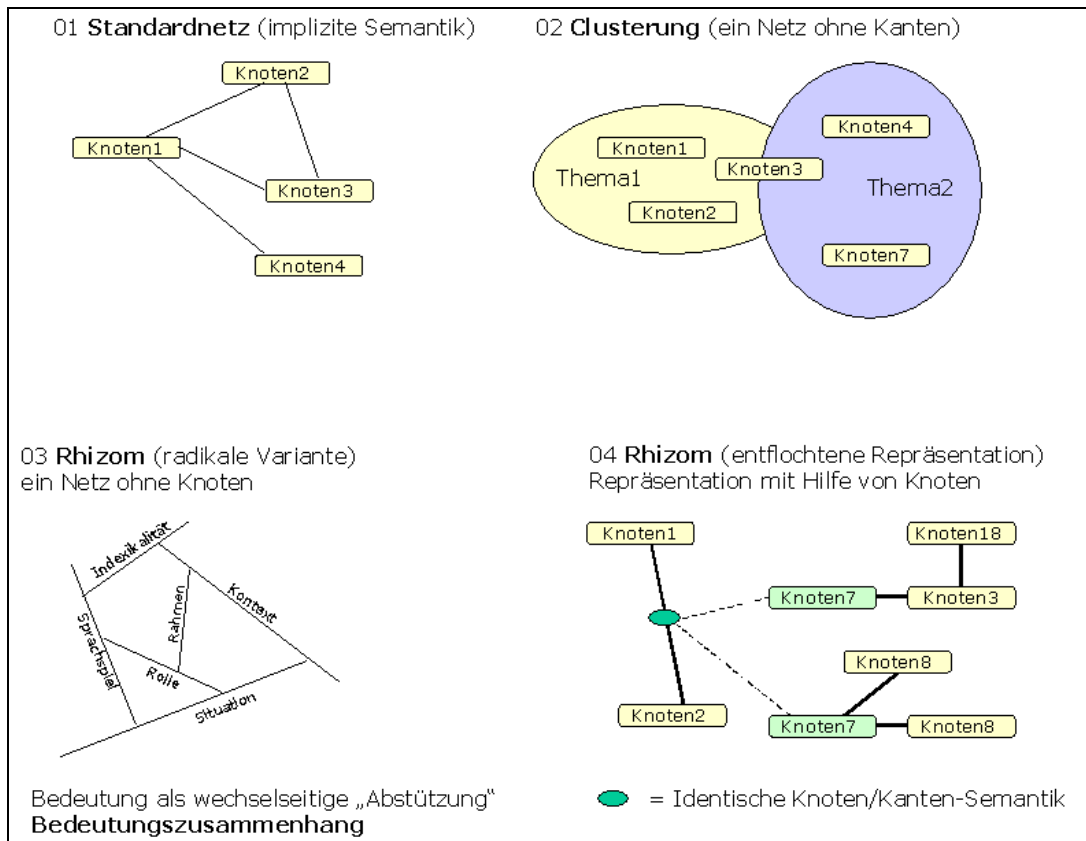 01 Standardnetz (implizite Semantik)
Knoten2
Knoten1
Knoten3
Knoten4
02 Clusterung (ein Netz ohne Kanten)
Knoten4
Knoten1
Knoten3
Thema1
Thema2
Knoten2
Knoten7
03 Rhizom (radikale Variante)
ein Netz ohne Knoten
Indexikalität
Sprachspiel
Rahmen
Kontext
Rolle
Situation
Bedeutung als wechselseitige „Abstützung“
Bedeutungszusammenhang
04 Rhizom (entflochtene Repräsentation)
Repräsentation mit Hilfe von Knoten
Knoten1
Knoten18
Knoten7
Knoten3
Knoten8
Knoten2
Knoten7
Knoten8
= Identische Knoten/Kanten-Semantik